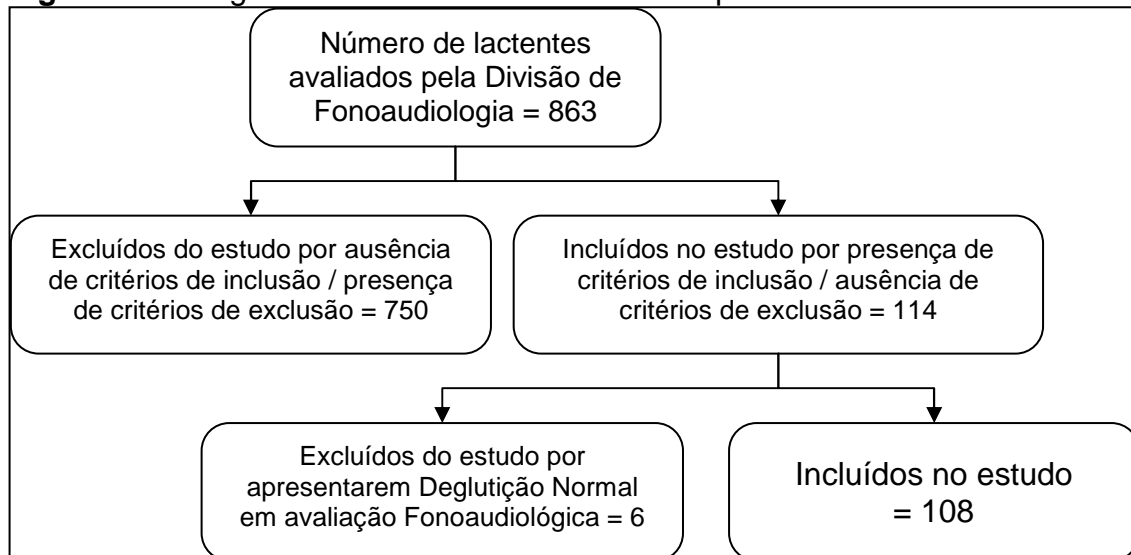 Número de lactentes
avaliados pela Divisão de
Fonoaudiologia = 863
Excluídos do estudo por ausência
de critérios de inclusão / presença
de critérios de exclusão = 750
Incluídos no estudo por presença de
critérios de inclusão / ausência de
critérios de exclusão = 114
Excluídos do estudo por
apresentarem Deglutição Normal
em avaliação Fonoaudiológica = 6
Incluídos no estudo
= 108